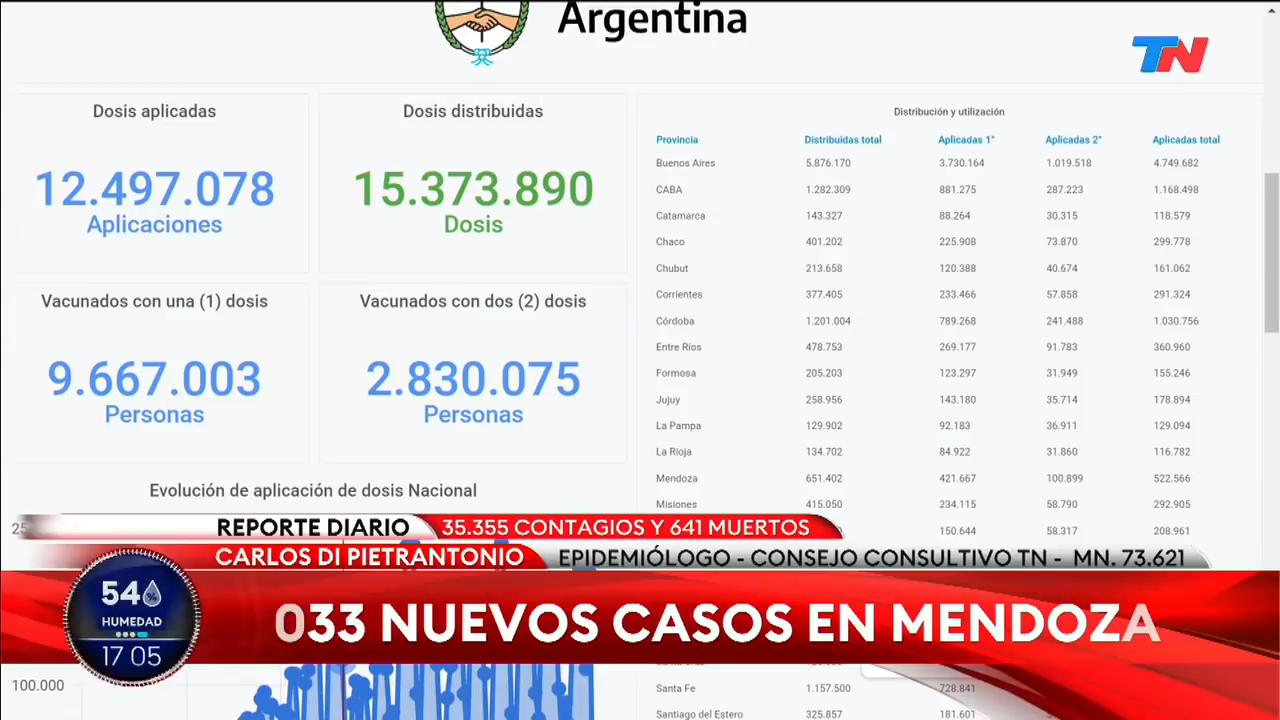 Argentina
TN
Dosis aplicadas
12.497.078
Aplicaciones
Dosis distribuidas
15.373.890
Dosis
Vacunados con una (1) dosis
9.667.003
Personas
Vacunados con dos (2) dosis
2.830.075
Personas
Evolución de aplicación de dosis Nacional
100.000
Distribución y utilización
Provincia Distribuidas total Aplicadas 1° Aplicadas 2° Aplicadas total
Buenos Aires 5.876.170 3.730.164 1.019.518 4.749.682
CABA 1.282.309 881.275 287.223 1.168.498
Catamarca 143.327 88.264 30.315 118.579
Chaco 401.202 225.908 73.870 299.778
Chubut 213.658 120.388 40.674 161.062
Corrientes 377.405 233.466 57.858 291.324
Córdoba 1.201.004 789.268 241.488 1.030.756
Entre Ríos 478.753 269.177 91.783 360.960
Formosa 205.203 123.297 31.949 155.246
Jujuy 258.956 143.180 35.714 178.894
La Pampa 129.902 92.183 36.911 129.094
La Rioja 134.702 84.922 31.860 116.782
Mendoza 651.402 421.667 100.899 522.566
Misiones 415.050 234.115 58.790 292.905
150.644 58.317 208.961
Santa Fe 1.157.500 728.841
Santiago del Estero 325.857 181.601
REPORTE DIARIO 35.355 CONTAGIOS Y 641 MUERTOS
CARLOS DI PIETRANTONIO EPIDEMIÓLOGO - CONSEJO CONSULTIVO TN - MN. 73.621
033 NUEVOS CASOS EN MENDOZA
54%
HUMEDAD
17 05